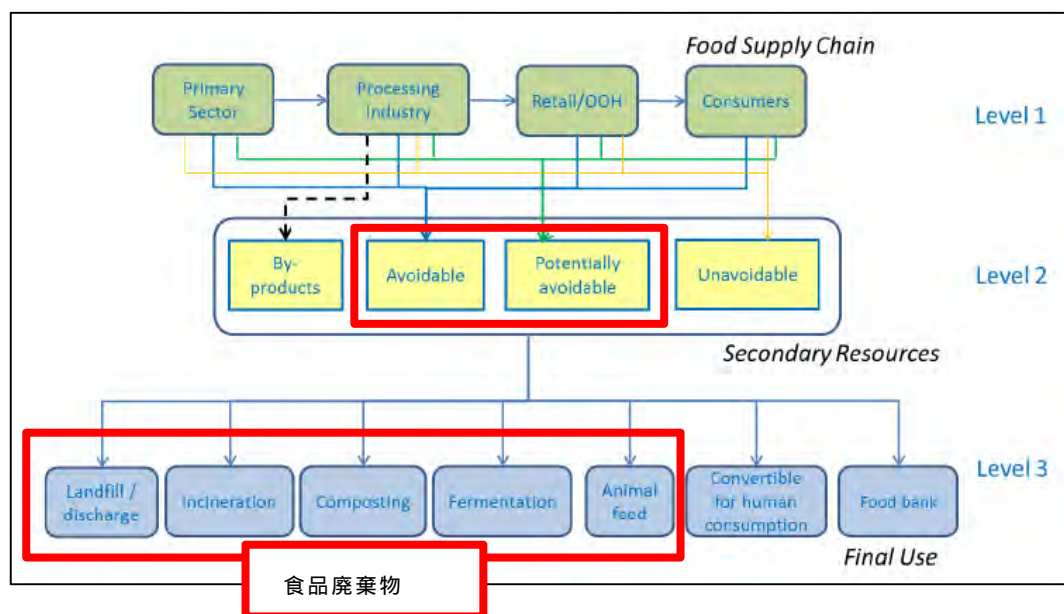 Food Supply Chain
Primary
Sector
Processing
Industry
Retail/OOH
Consumers
Level 1
By-
products
Avoidable
Potentially
avoidable
Unavoidable
Level 2
Secondary Resources
Landfill /
discharge
Incineration
Composting
Fermentation
Animal
feed
Convertible
for human
consumption
Food bank
Level 3
Final Use
食品廃棄物